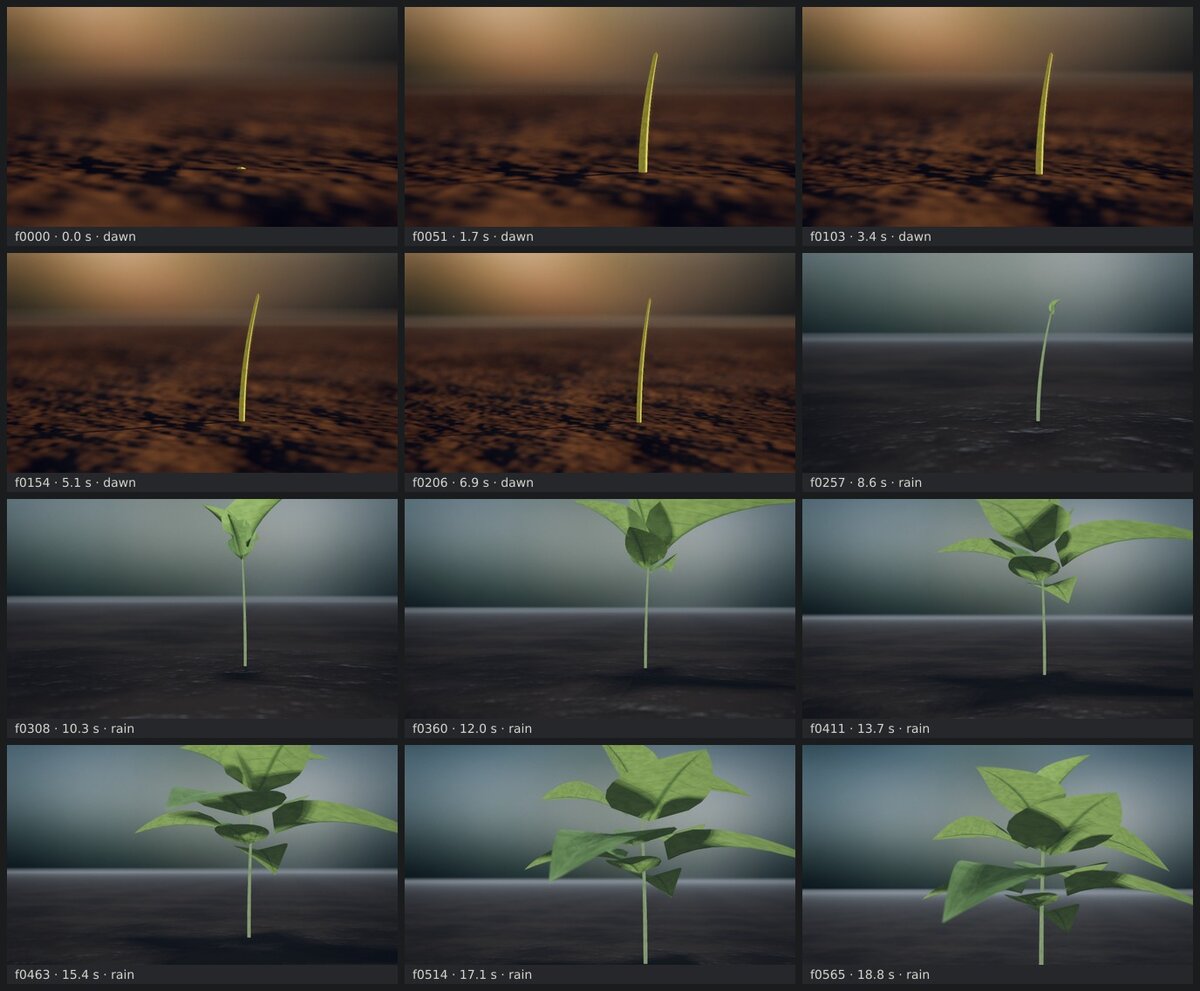 f0000 · 0.0 s · dawn
f0051 · 1.7 s · dawn
f0103 · 3.4 s · dawn
f0154 · 5.1 s · dawn
f0206 · 6.9 s · dawn
f0257 · 8.6 s · rain
f0308 · 10.3 s · rain
f0360 · 12.0 s · rain
f0411 · 13.7 s · rain
f0463 · 15.4 s · rain
f0514 · 17.1 s · rain
f0565 · 18.8 s · rain